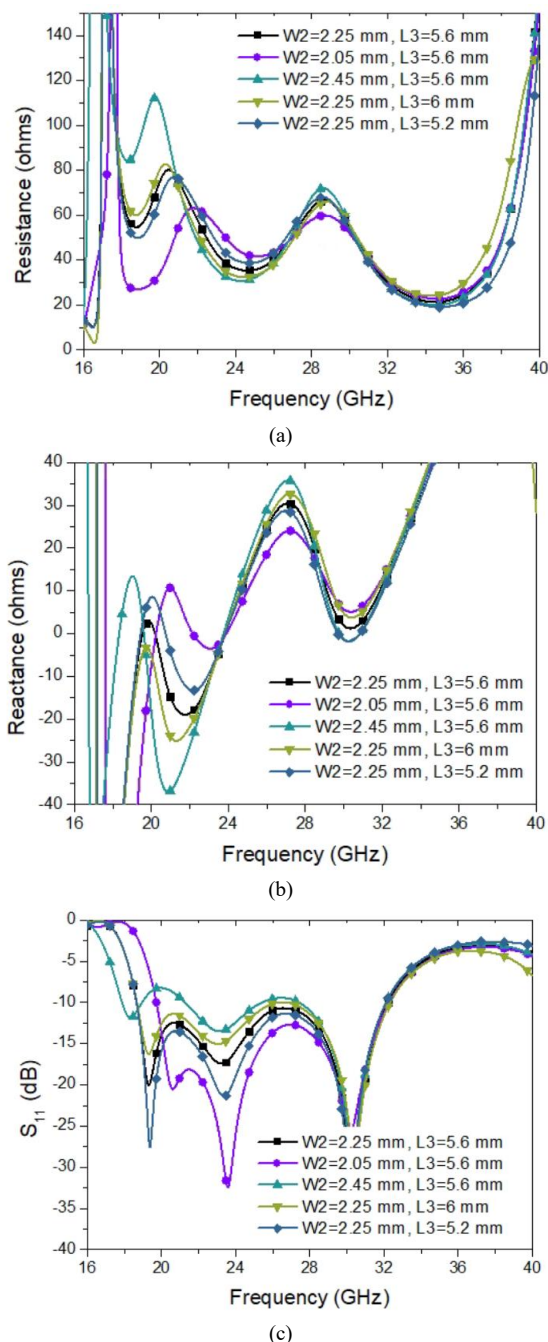 140
120
100
80
60
40
20
0
Resistance (ohms)
W2=2.25 mm, L3=5.6 mm
W2=2.05 mm, L3=5.6 mm
W2=2.45 mm, L3=5.6 mm
W2=2.25 mm, L3=6 mm
W2=2.25 mm, L3=5.2 mm
16 20 24 28 32 36 40
Frequency (GHz)
(a)
40
30
20
10
0
-10
-20
-30
-40
Reactance (ohms)
W2=2.25 mm, L3=5.6 mm
W2=2.05 mm, L3=5.6 mm
W2=2.45 mm, L3=5.6 mm
W2=2.25 mm, L3=6 mm
W2=2.25 mm, L3=5.2 mm
16 20 24 28 32 36 40
Frequency (GHz)
(b)
0
-5
-10
-15
-20
-25
-30
-35
-40
S11 (dB)
W2=2.25 mm, L3=5.6 mm
W2=2.05 mm, L3=5.6 mm
W2=2.45 mm, L3=5.6 mm
W2=2.25 mm, L3=6 mm
W2=2.25 mm, L3=5.2 mm
16 20 24 28 32 36 40
Frequency (GHz)
(c)